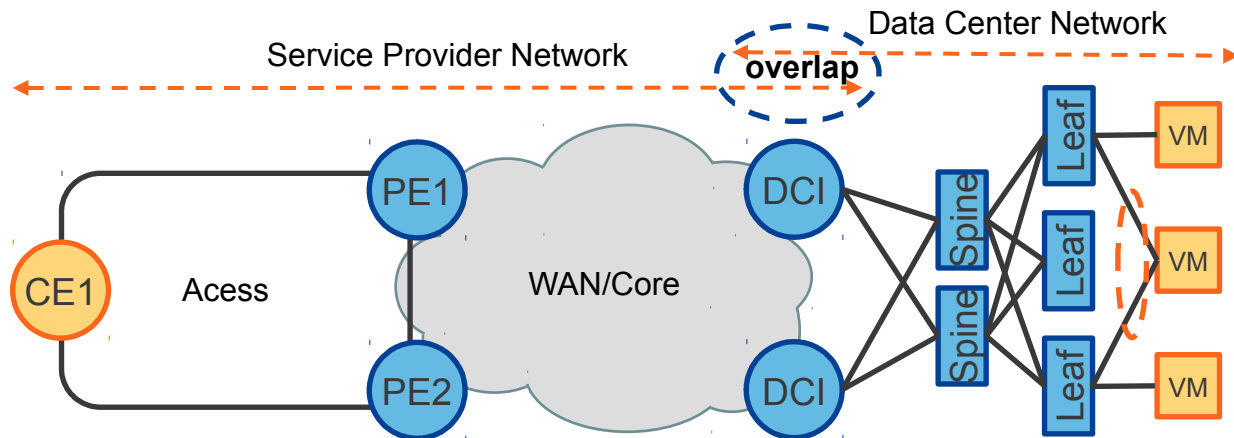 Data Center Network
Service Provider Network
overlap
PE1
DCI
Leaf
VM
Spine
CE1
Acess
WAN/Core
Leaf
VM
Spine
PE2
DCI
Leaf
VM